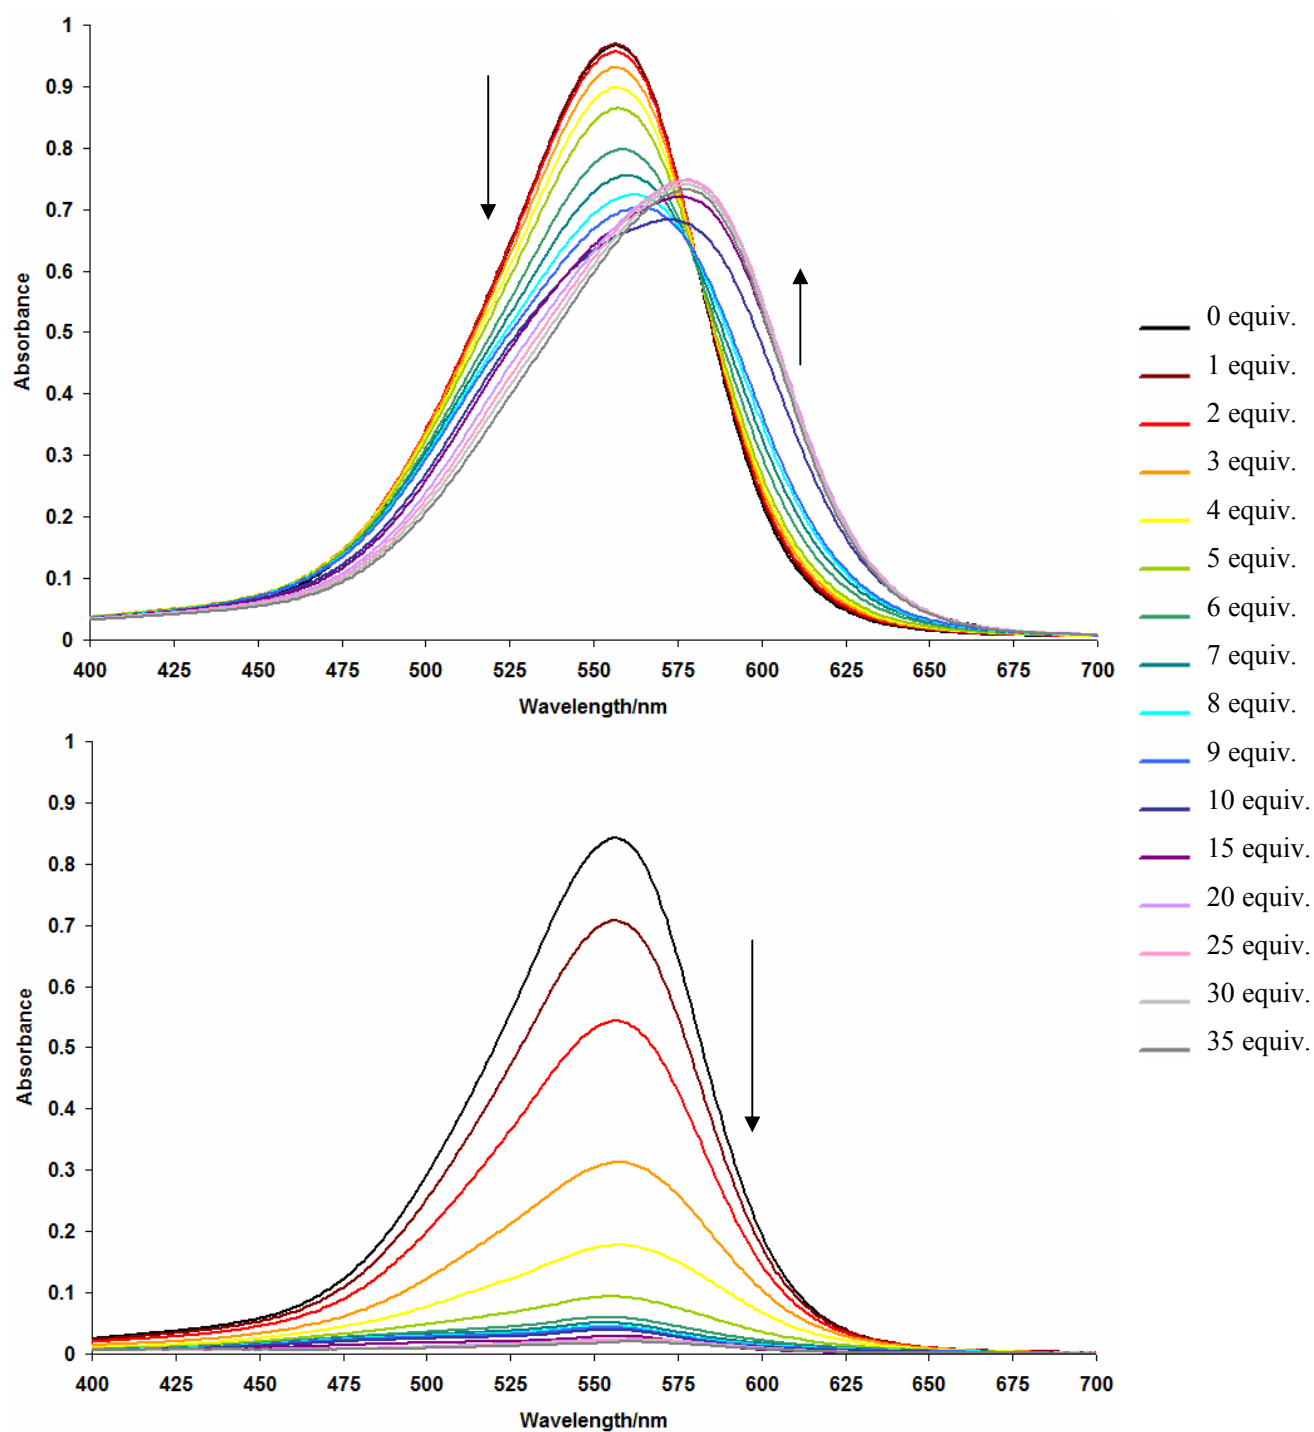 1
0.9
0.8
0.7
0.6
0.5
0.4
0.3
0.2
0.1
0
Absorbance
400 425 450 475 500 525 550 575 600 625 650 675 700
Wavelength/nm
1
0.9
0.8
0.7
0.6
0.5
0.4
0.3
0.2
0.1
0
Absorbance
400 425 450 475 500 525 550 575 600 625 650 675 700
Wavelength/nm
0 equiv.
1 equiv.
2 equiv.
3 equiv.
4 equiv.
5 equiv.
6 equiv.
7 equiv.
8 equiv.
9 equiv.
10 equiv.
15 equiv.
20 equiv.
25 equiv.
30 equiv.
35 equiv.